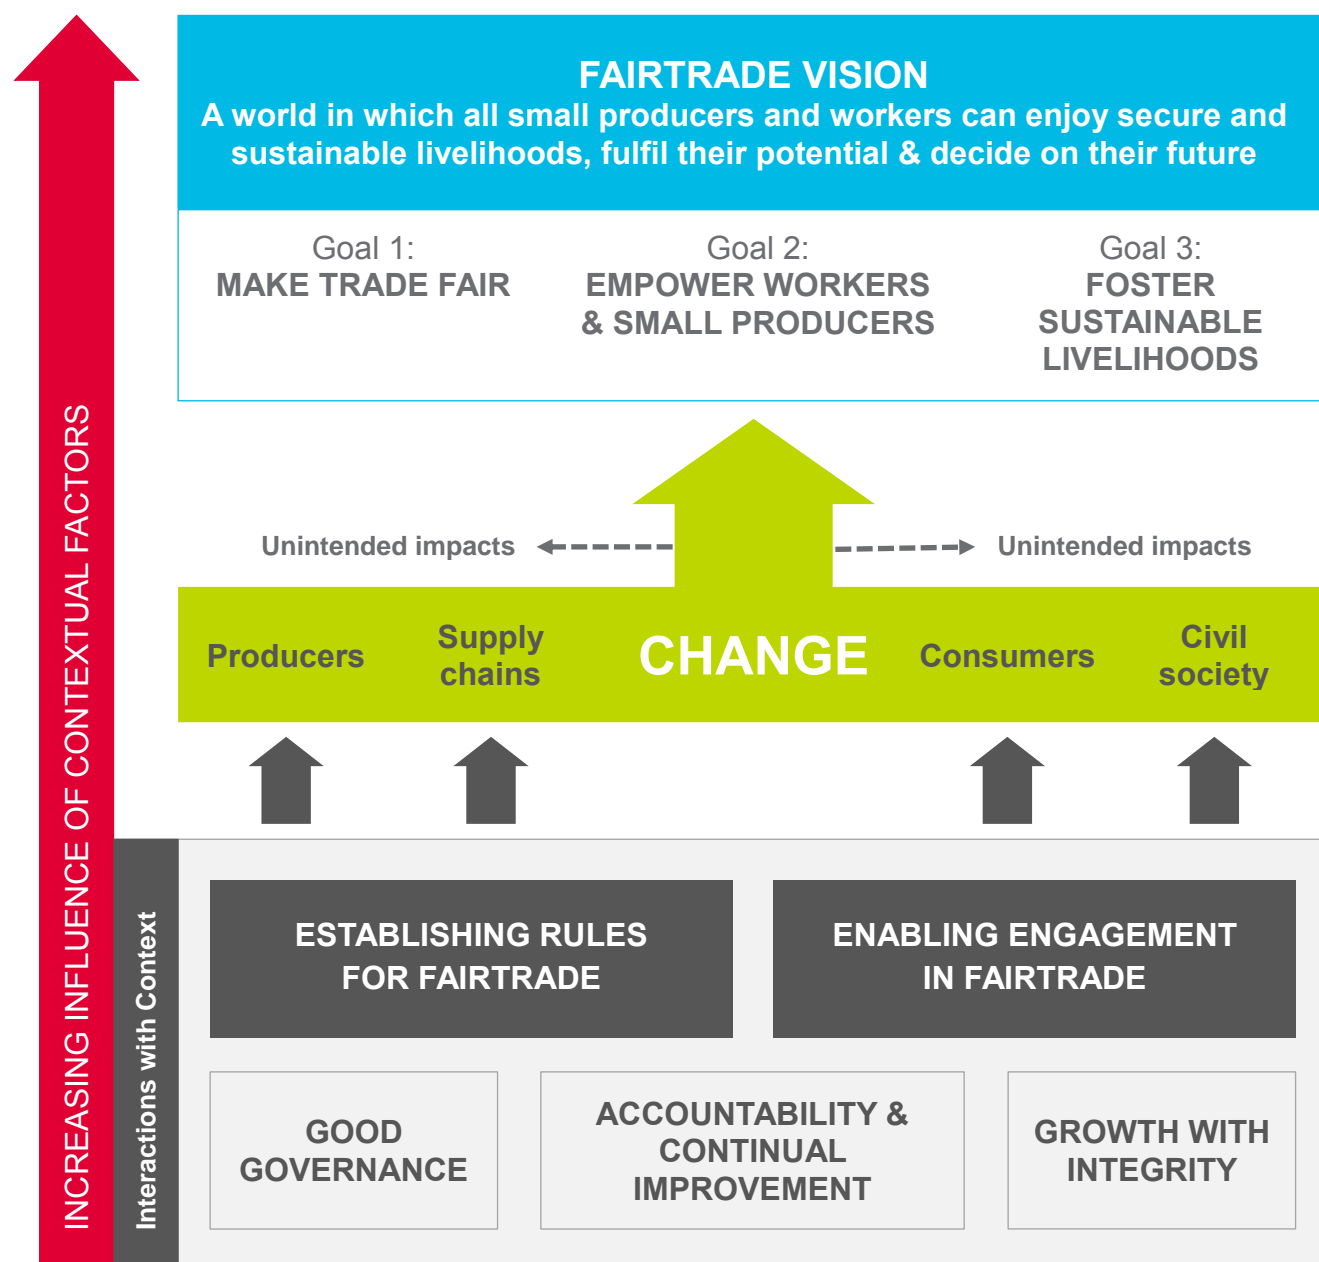 FAIRTRADE VISION
A world in which all small producers and workers can enjoy secure and
sustainable livelihoods, fulfil their potential & decide on their future
Goal 1:
MAKE TRADE FAIR
Goal 2:
EMPOWER WORKERS
& SMALL PRODUCERS
Goal 3:
FOSTER
SUSTAINABLE
LIVELIHOODS
INCREASING INFLUENCE OF CONTEXTUAL FACTORS
Unintended impacts
Unintended impacts
Producers
Supply
chains
CHANGE
Consumers
Civil
society
Interactions with Context
ESTABLISHING RULES
FOR FAIRTRADE
ENABLING ENGAGEMENT
IN FAIRTRADE
GOOD
GOVERNANCE
ACCOUNTABILITY &
CONTINUAL
IMPROVEMENT
GROWTH WITH
INTEGRITY